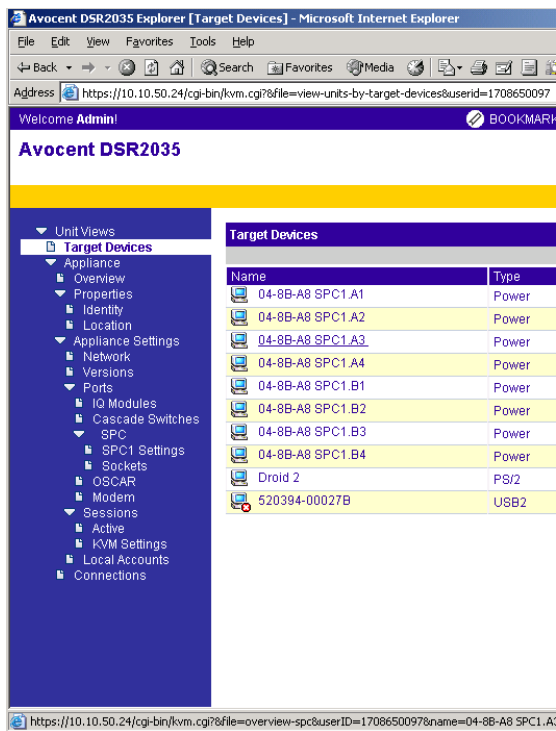 Avocent DSR2035 Explorer [Target Devices] - Microsoft Internet Explorer
File Edit View Favorites Tools Help
Back Search Favorites Media
Address https://10.10.50.24/cgi-bin/kvm.cgi?&file=view-units-by-target-devices&userid=1708650097
Welcome Admin! BOOKMARK
Avocent DSR2035
Unit Views
Target Devices
Appliance
Overview
Properties
Identity
Location
Appliance Settings
Network
Versions
Ports
IQ Modules
Cascade Switches
SPC
SPC1 Settings
Sockets
OSCAR
Modem
Sessions
Active
KVM Settings
Local Accounts
Connections
Target Devices
Name Type
04-8B-A8 SPC1.A1 Power
04-8B-A8 SPC1.A2 Power
04-8B-A8 SPC1.A3 Power
04-8B-A8 SPC1.A4 Power
04-8B-A8 SPC1.B1 Power
04-8B-A8 SPC1.B2 Power
04-8B-A8 SPC1.B3 Power
04-8B-A8 SPC1.B4 Power
Droid 2 PS/2
520394-00027B USB2
https://10.10.50.24/cgi-bin/kvm.cgi?&file=overview-spc&userID=1708650097&name=04-8B-A8 SPC1.A3